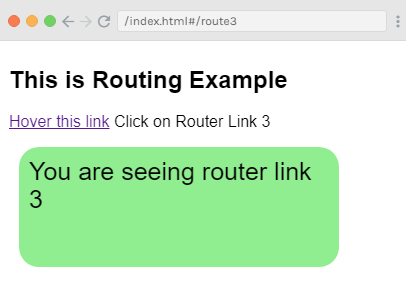 /index.html#/route3
This is Routing Example
Hover this link Click on Router Link 3
You are seeing router link
3